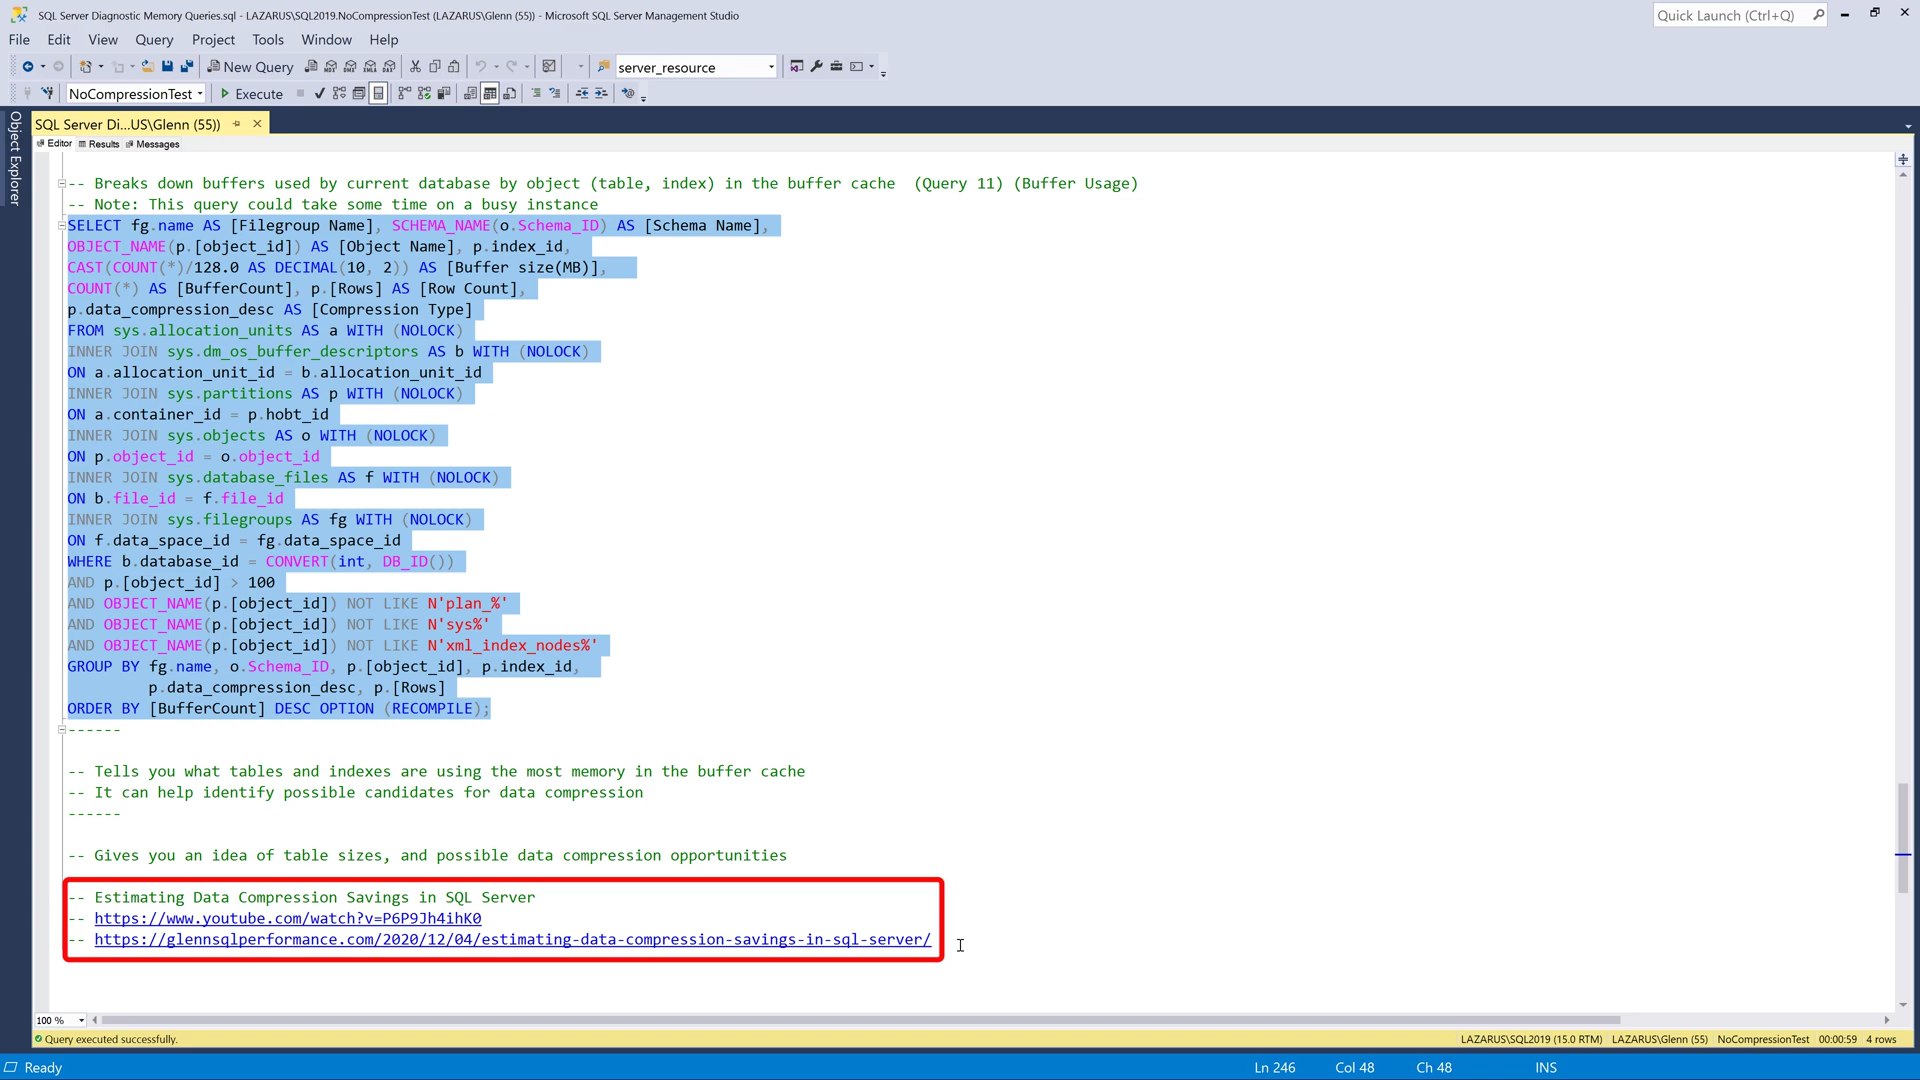 SQL Server Diagnostic Memory Queries.sql - LAZARUS\SQL2019.NoCompressionTest (LAZARUS\Glenn (55)) - Microsoft SQL Server Management Studio
Quick Launch (Ctrl+Q)
File Edit View Query Project Tools Window Help
New Query
server_resource
NoCompressionTest
Execute
SQL Server Di...US\Glenn (55))
Object Explorer
Editor Results Messages
-- Breaks down buffers used by current database by object (table, index) in the buffer cache  (Query 11) (Buffer Usage)
-- Note: This query could take some time on a busy instance
SELECT fg.name AS [Filegroup Name], SCHEMA_NAME(o.Schema_ID) AS [Schema Name],
OBJECT_NAME(p.[object_id]) AS [Object Name], p.index_id,
CAST(COUNT(*)/128.0 AS DECIMAL(10, 2)) AS [Buffer size(MB)],
COUNT(*) AS [BufferCount], p.[Rows] AS [Row Count],
p.data_compression_desc AS [Compression Type]
FROM sys.allocation_units AS a WITH (NOLOCK)
INNER JOIN sys.dm_os_buffer_descriptors AS b WITH (NOLOCK)
ON a.allocation_unit_id = b.allocation_unit_id
INNER JOIN sys.partitions AS p WITH (NOLOCK)
ON a.container_id = p.hobt_id
INNER JOIN sys.objects AS o WITH (NOLOCK)
ON p.object_id = o.object_id
INNER JOIN sys.database_files AS f WITH (NOLOCK)
ON b.file_id = f.file_id
INNER JOIN sys.filegroups AS fg WITH (NOLOCK)
ON f.data_space_id = fg.data_space_id
WHERE b.database_id = CONVERT(int, DB_ID())
AND p.[object_id] > 100
AND OBJECT_NAME(p.[object_id]) NOT LIKE N'plan_%'
AND OBJECT_NAME(p.[object_id]) NOT LIKE N'sys%'
AND OBJECT_NAME(p.[object_id]) NOT LIKE N'xml_index_nodes%'
GROUP BY fg.name, o.Schema_ID, p.[object_id], p.index_id,
p.data_compression_desc, p.[Rows]
ORDER BY [BufferCount] DESC OPTION (RECOMPILE);
------
-- Tells you what tables and indexes are using the most memory in the buffer cache
-- It can help identify possible candidates for data compression
------
-- Gives you an idea of table sizes, and possible data compression opportunities
-- Estimating Data Compression Savings in SQL Server
-- https://www.youtube.com/watch?v=P6P9Jh4ihK0
-- https://glennsqlperformance.com/2020/12/04/estimating-data-compression-savings-in-sql-server/
100 %
Query executed successfully.
LAZARUS\SQL2019 (15.0 RTM) LAZARUS\Glenn (55) NoCompressionTest 00:00:59 4 rows
Ready
Ln 246 Col 48 Ch 48 INS